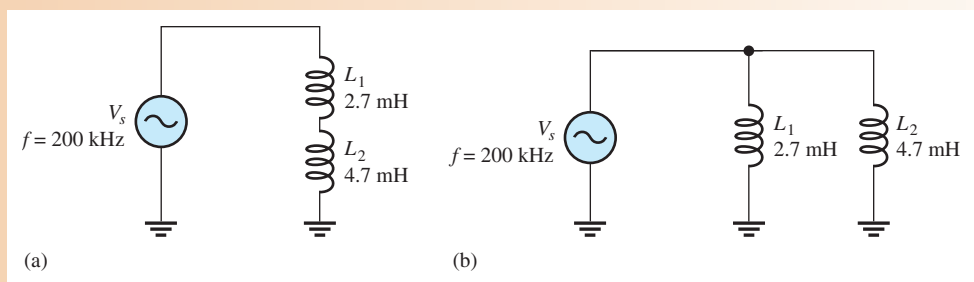 L1
2.7 mH
Vs
f = 200 kHz
L2
4.7 mH
(a)
L1
2.7 mH
L2
4.7 mH
Vs
f = 200 kHz
(b)